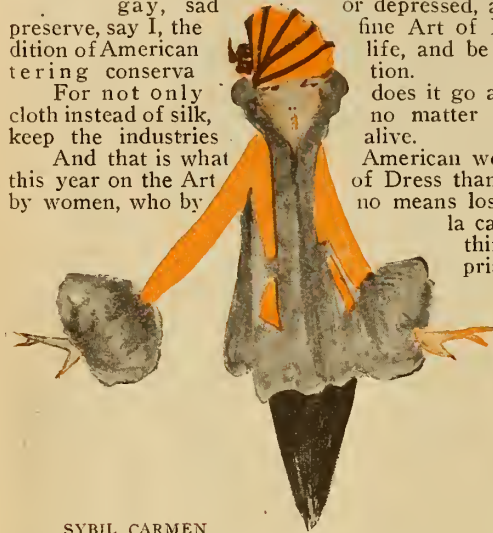 gay, sad or depressed, a
preserve, say I, the fine Art of
dition of American life, and be
tering conserva tion.
For not only does it go a
cloth instead of silk, no matter
keep the industries alive.
And that is what American
this year on the Art of Dress than
by women, who by no means los
la ca
thi
pri
SYBIL CARMEN